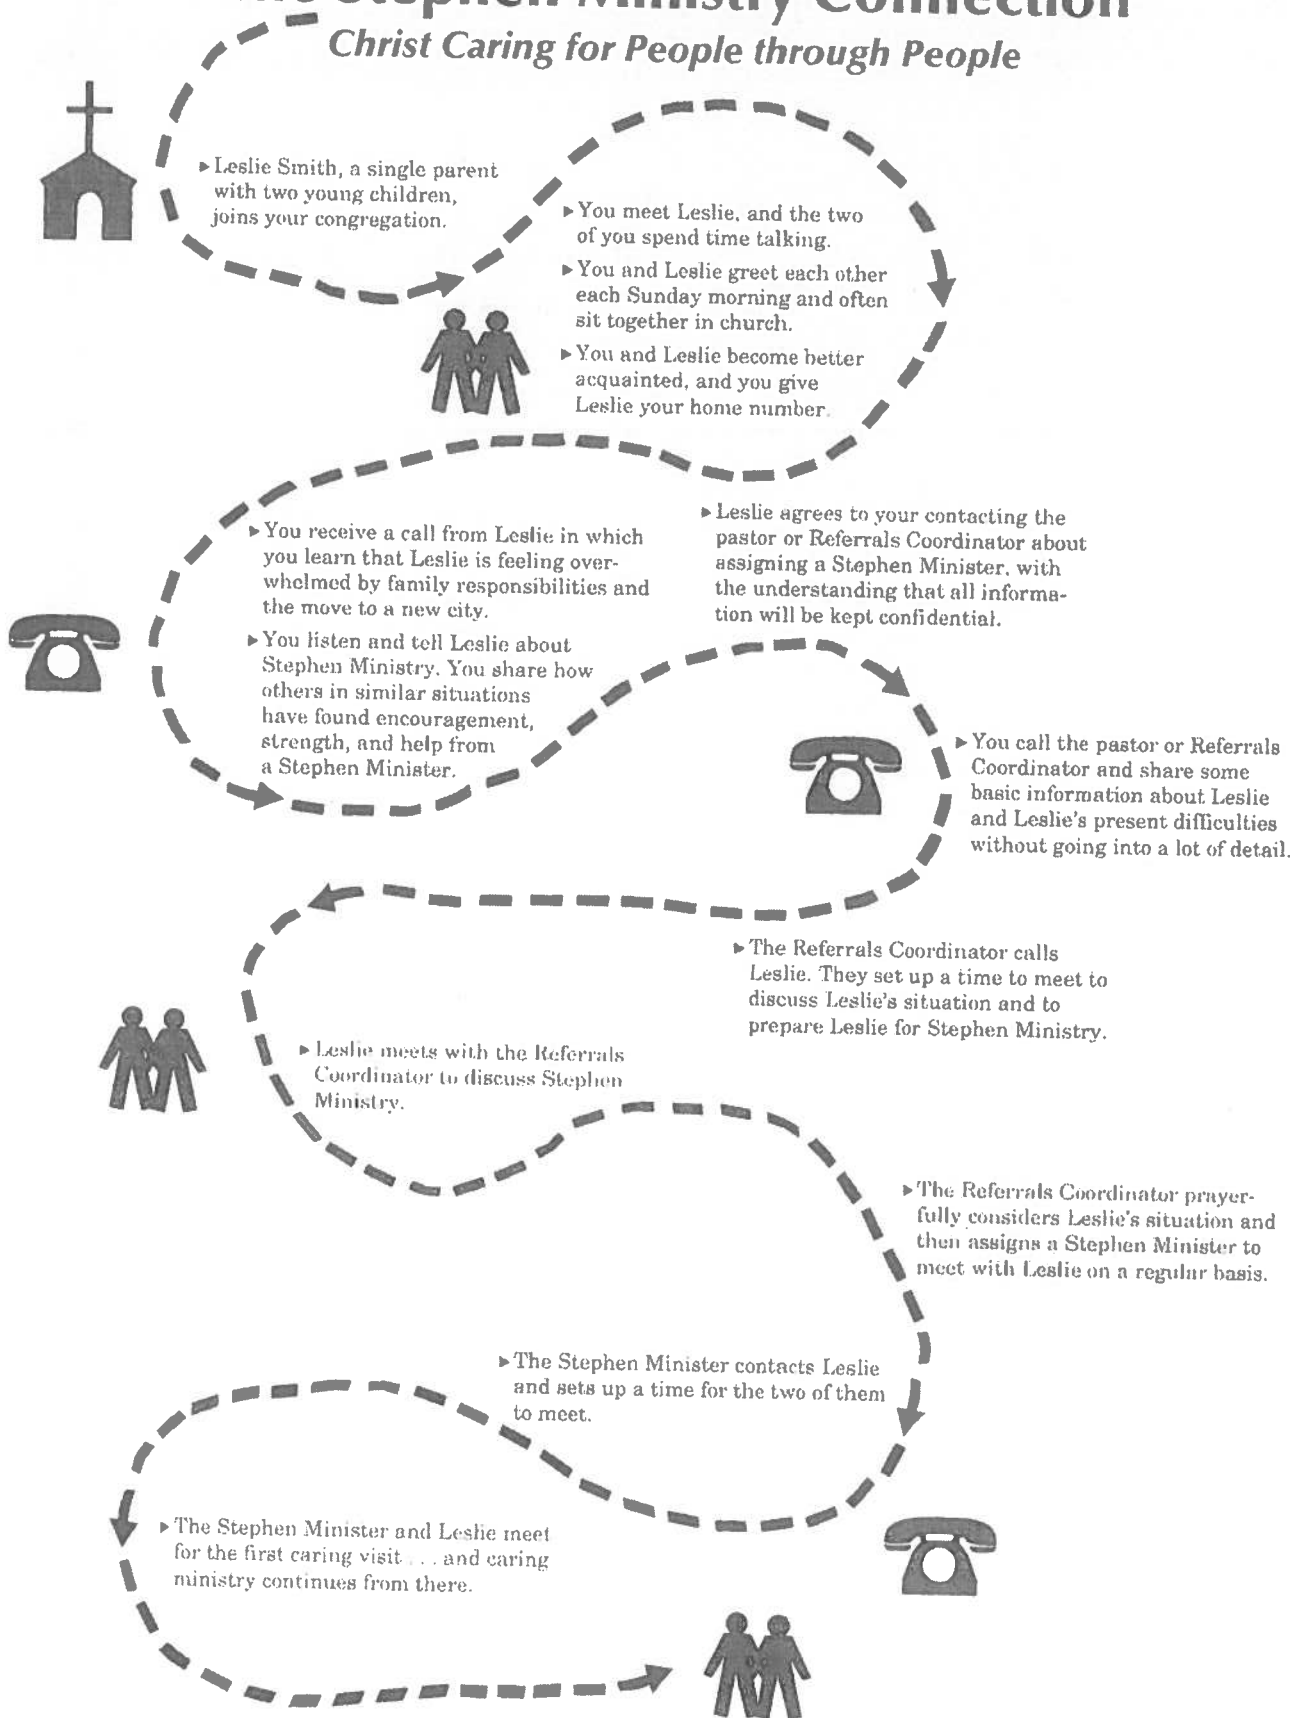 Stephen Ministry Connection
Christ Caring for People through People
▸ Leslie Smith, a single parent
with two young children,
joins your congregation.
▸ You meet Leslie, and the two
of you spend time talking.
▸ You and Leslie greet each other
each Sunday morning and often
sit together in church.
▸ You and Leslie become better
acquainted, and you give
Leslie your home number.
▸ You receive a call from Leslie in which
you learn that Leslie is feeling over-
whelmed by family responsibilities and
the move to a new city.
▸ You listen and tell Leslie about
Stephen Ministry. You share how
others in similar situations
have found encouragement,
strength, and help from
a Stephen Minister.
▸ Leslie agrees to your contacting the
pastor or Referrals Coordinator about
assigning a Stephen Minister, with
the understanding that all informa-
tion will be kept confidential.
▸ You call the pastor or Referrals
Coordinator and share some
basic information about Leslie
and Leslie's present difficulties
without going into a lot of detail.
▸ The Referrals Coordinator calls
Leslie. They set up a time to meet to
discuss Leslie's situation and to
prepare Leslie for Stephen Ministry.
▸ Leslie meets with the Referrals
Coordinator to discuss Stephen
Ministry.
▸ The Referrals Coordinator prayer-
fully considers Leslie's situation and
then assigns a Stephen Minister to
meet with Leslie on a regular basis.
▸ The Stephen Minister contacts Leslie
and sets up a time for the two of them
to meet.
▸ The Stephen Minister and Leslie meet
for the first caring visit . . . and caring
ministry continues from there.